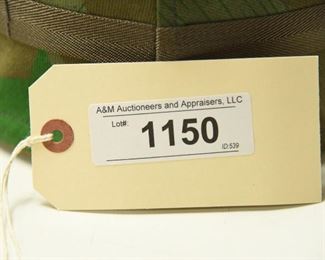 A&M Auctioneers and Appraisers, LLC
Lot#:
1150
ID:539